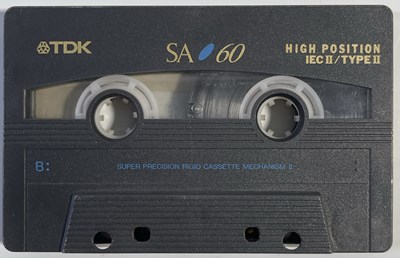 TDK
SA 60
HIGH POSITION
IEC II / TYPE II
B:
SUPER PRECISION RIGID CASSETTE MECHANISM II